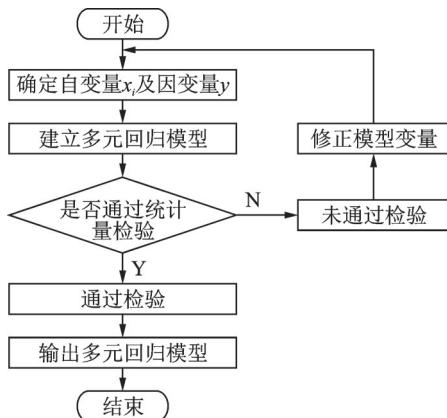 开始
确定自变量xi及因变量y
建立多元回归模型
修正模型变量
是否通过统计
量检验
N
未通过检验
Y
通过检验
输出多元回归模型
结束